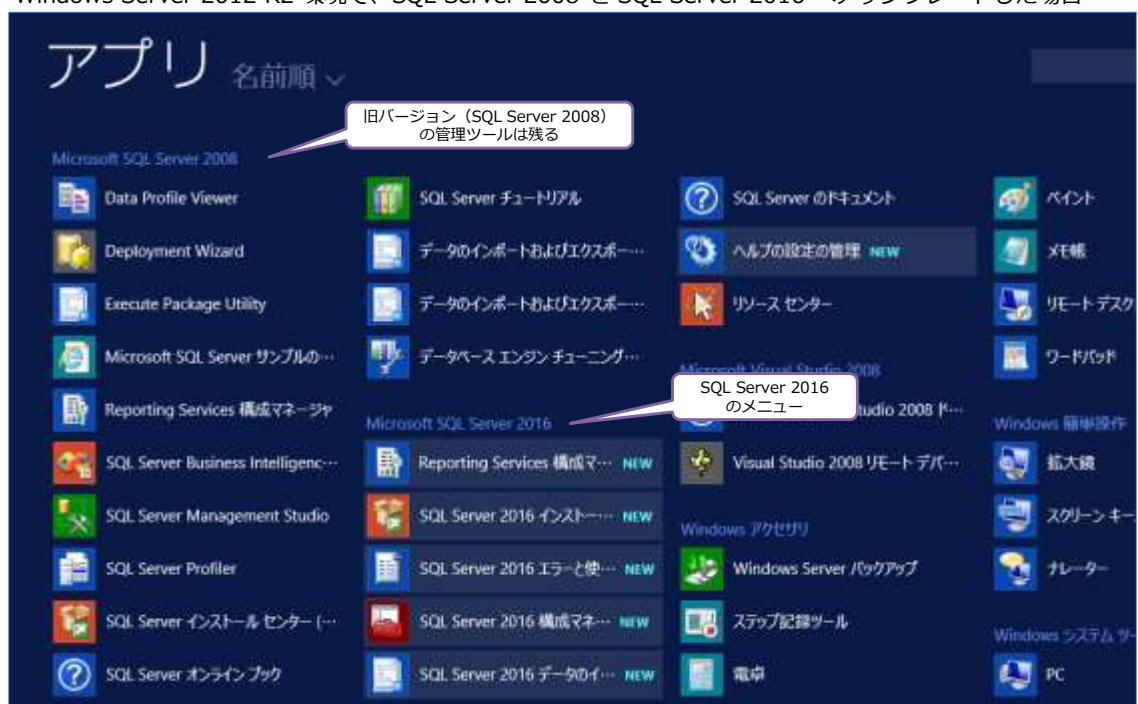 Windows Server 2012 R2 環境で、SQL Server 2008 を SQL Server 2016 へアップグレードした場合
アプリ 名前順
旧バージョン（SQL Server 2008）
の管理ツールは残る
Microsoft SQL Server 2008
Data Profile Viewer
Deployment Wizard
Execute Package Utility
Microsoft SQL Server サンプルの…
Reporting Services 構成マネージャ
SQL Server Business Intelligenc…
SQL Server Management Studio
SQL Server Profiler
SQL Server インストール センター (…
SQL Server オンライン ブック
SQL Server チュートリアル
データのインポートおよびエクスポー…
データのインポートおよびエクスポー…
データベース エンジン チューニング…
SQL Server 2016
のメニュー
Microsoft SQL Server 2016
Reporting Services 構成マ… NEW
SQL Server 2016 インストー… NEW
SQL Server 2016 エラーと使… NEW
SQL Server 2016 構成マネ… NEW
SQL Server 2016 データのイ… NEW
SQL Server のドキュメント
ヘルプの設定の管理 NEW
リソース センター
Microsoft Visual Studio 2008
tudio 2008 ド…
Visual Studio 2008 リモート デバ…
Windows アクセサリ
Windows Server バックアップ
ステップ記録ツール
電卓
ペイント
メモ帳
リモート デスク
ワードパッド
Windows 簡単操作
拡大鏡
スクリーン キー
ナレーター
Windows システム ツー
PC